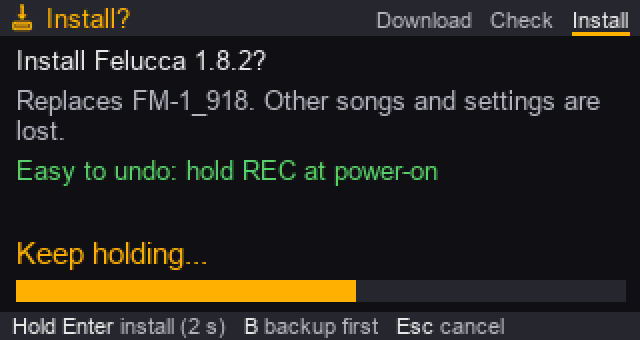 Install?
Download Check Install
Install Felucca 1.8.2?
Replaces FM-1_918. Other songs and settings are
lost.
Easy to undo: hold REC at power-on
Keep holding...
Hold Enter install (2 s) B backup first Esc cancel